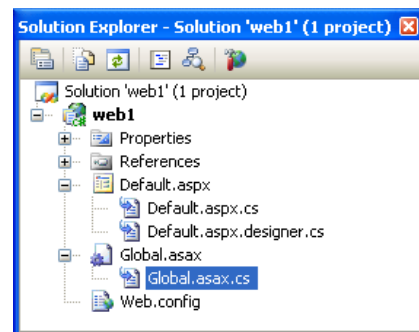 Solution Explorer - Solution 'web1' (1 project)
Solution 'web1' (1 project)
web1
Properties
References
Default.aspx
Default.aspx.cs
Default.aspx.designer.cs
Global.asax
Global.asax.cs
Web.config